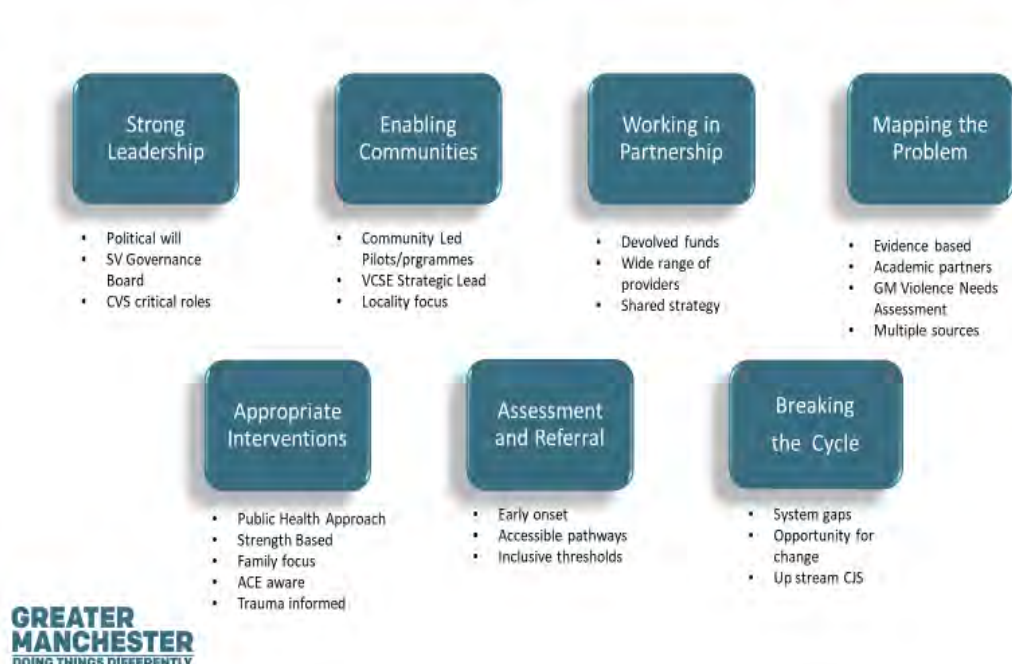 Strong
Leadership
• Political will
• SV Governance
Board
• CVS critical roles
Enabling
Communities
• Community Led
Pilots/prgrammes
• VCSE Strategic Lead
• Locality focus
Working in
Partnership
• Devolved funds
• Wide range of
providers
• Shared strategy
Mapping the
Problem
• Evidence based
• Academic partners
• GM Violence Needs
Assessment
• Multiple sources
Appropriate
Interventions
• Public Health Approach
• Strength Based
• Family focus
• ACE aware
• Trauma informed
Assessment
and Referral
• Early onset
• Accessible pathways
• Inclusive thresholds
Breaking
the Cycle
• System gaps
• Opportunity for
change
• Up stream CJS
GREATER
MANCHESTER
DOING THINGS DIFFERENTLY